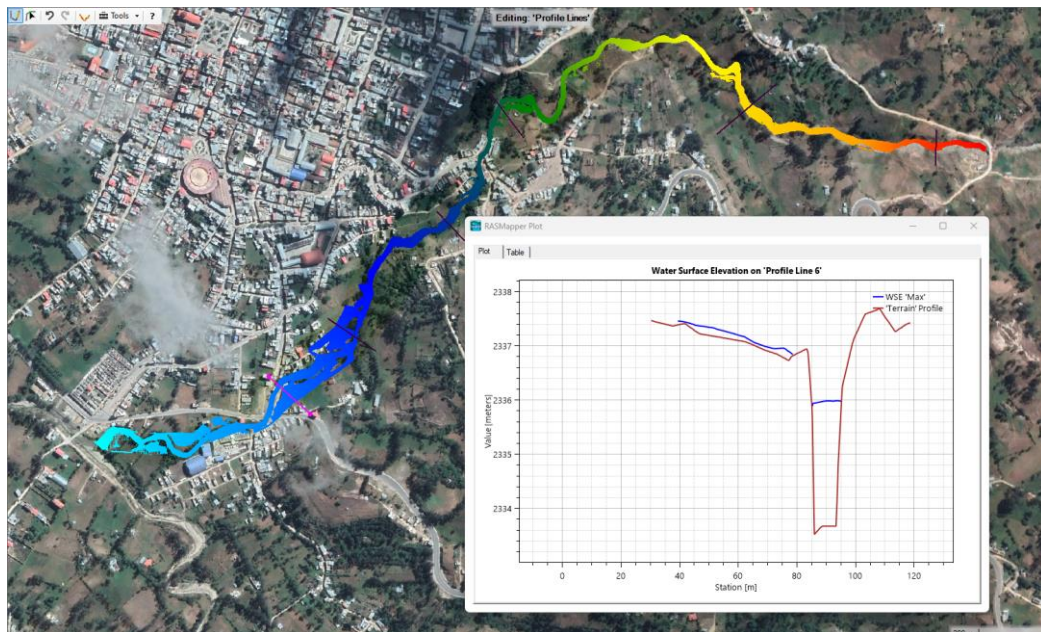 Tools ?
Editing: 'Profile Lines'
RASMapper Plot
Plot Table
Water Surface Elevation on 'Profile Line 6'
WSE 'Max'
'Terrain' Profile
Value [meters]
2338
2337
2336
2335
2334
0 20 40 60 80 100 120
Station [m]